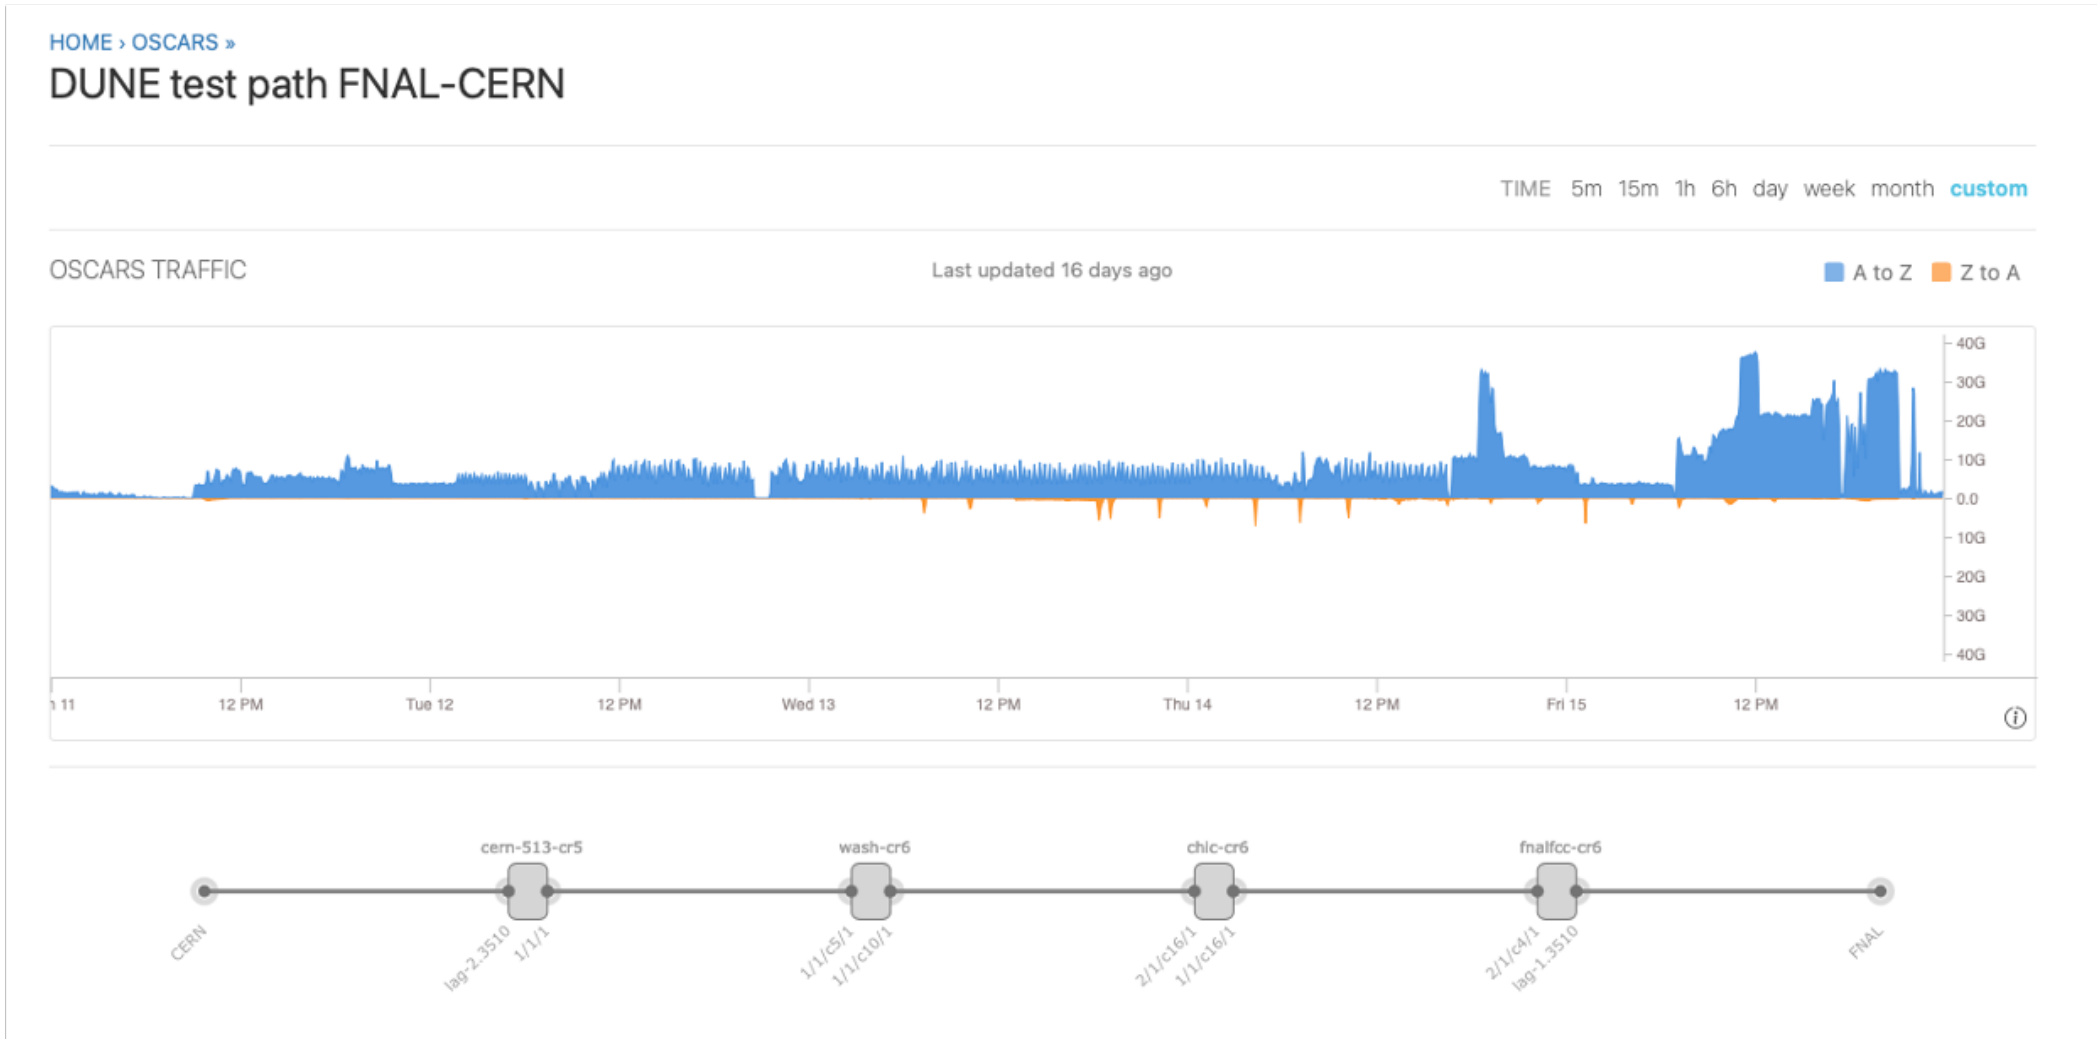 HOME › OSCARS »
DUNE test path FNAL-CERN
TIME 5m 15m 1h 6h day week month custom
OSCARS TRAFFIC
Last updated 16 days ago
A to Z Z to A
40G
30G
20G
10G
0.0
10G
20G
30G
40G
11 12 PM Tue 12 12 PM Wed 13 12 PM Thu 14 12 PM Fri 15 12 PM
cern-513-cr5 wash-cr6 chic-cr6 fnalfcc-cr6
CERN lag-2.3510 1/1/1 1/1/c5/1 1/1/c10/1 2/1/c16/1 1/1/c16/1 2/1/c4/1 lag-1.3510 FNAL